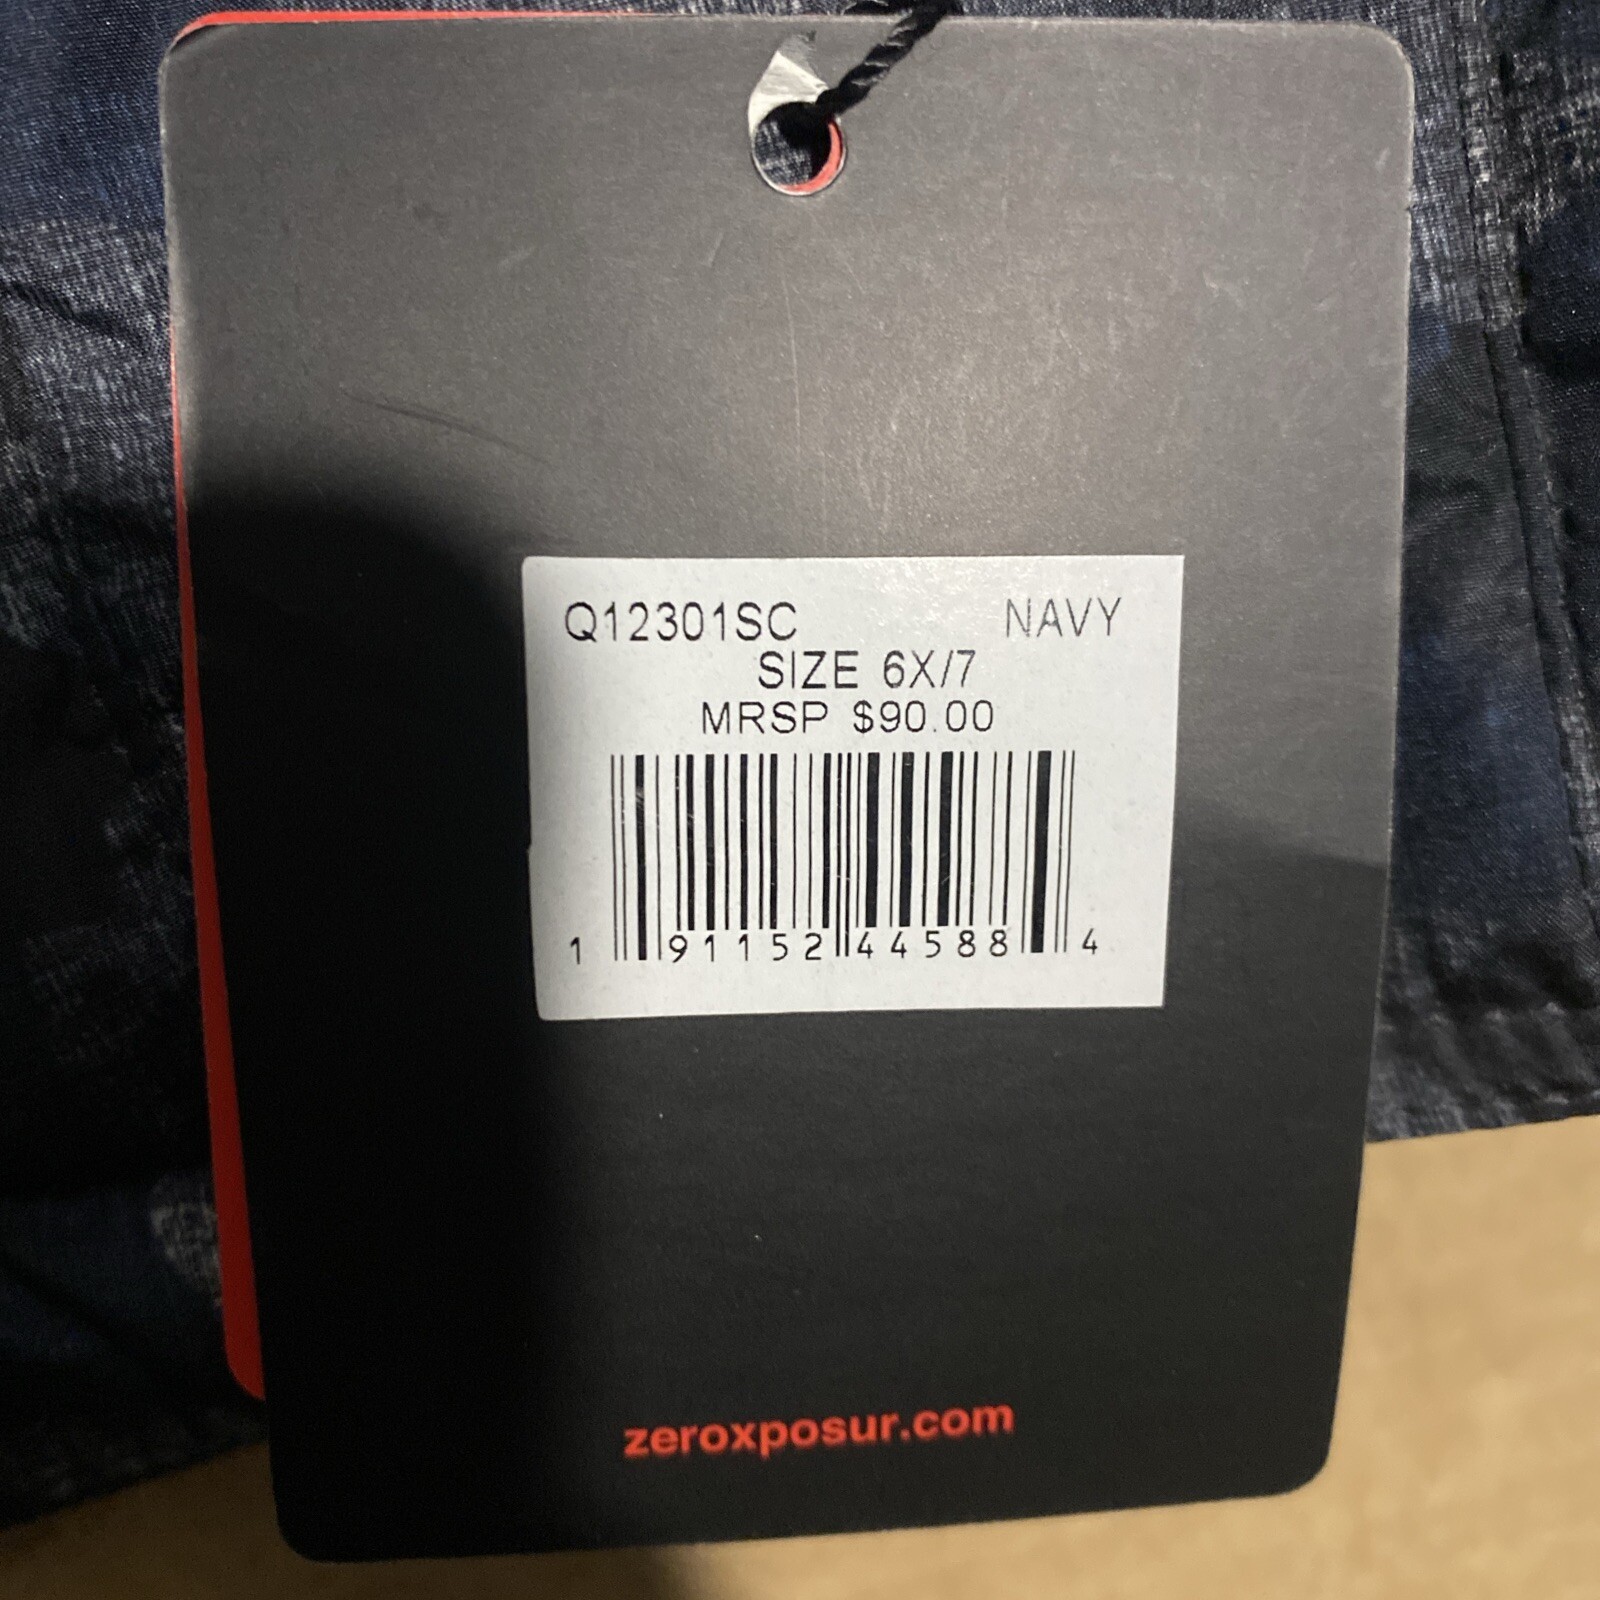 Q12301SC NAVY
SIZE 6X/7
MRSP $90.00
1 91152 44588 4
zeroxposur.com